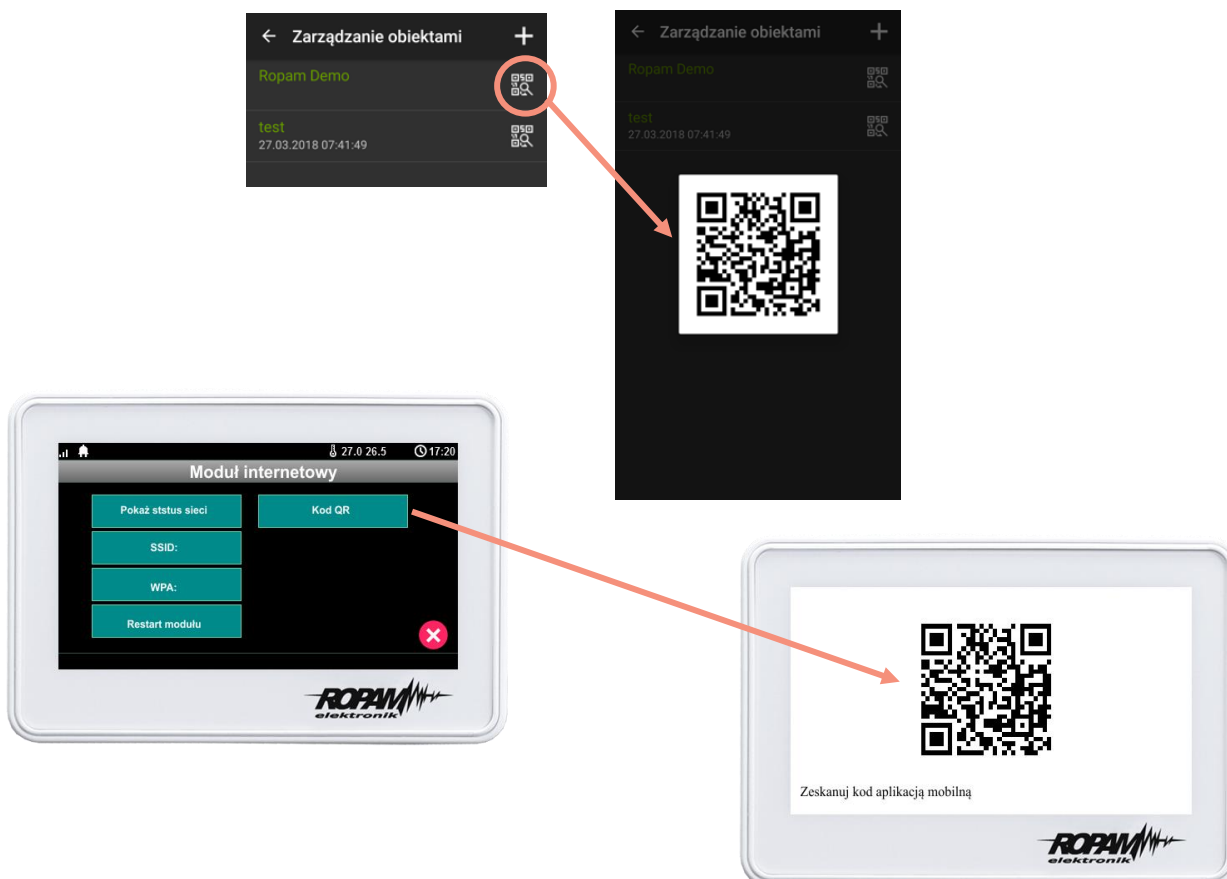 Zarządzanie obiektami
Ropam Demo
test
27.03.2018 07:41:49
Zarządzanie obiektami
Ropam Demo
test
27.03.2018 07:41:49
27.0 26.5 17:20
Moduł internetowy
Pokaż ststus sieci
Kod QR
SSID:
WPA:
Restart modułu
ROPAM
elektronik
Zeskanuj kod aplikacją mobilną
ROPAM
elektronik